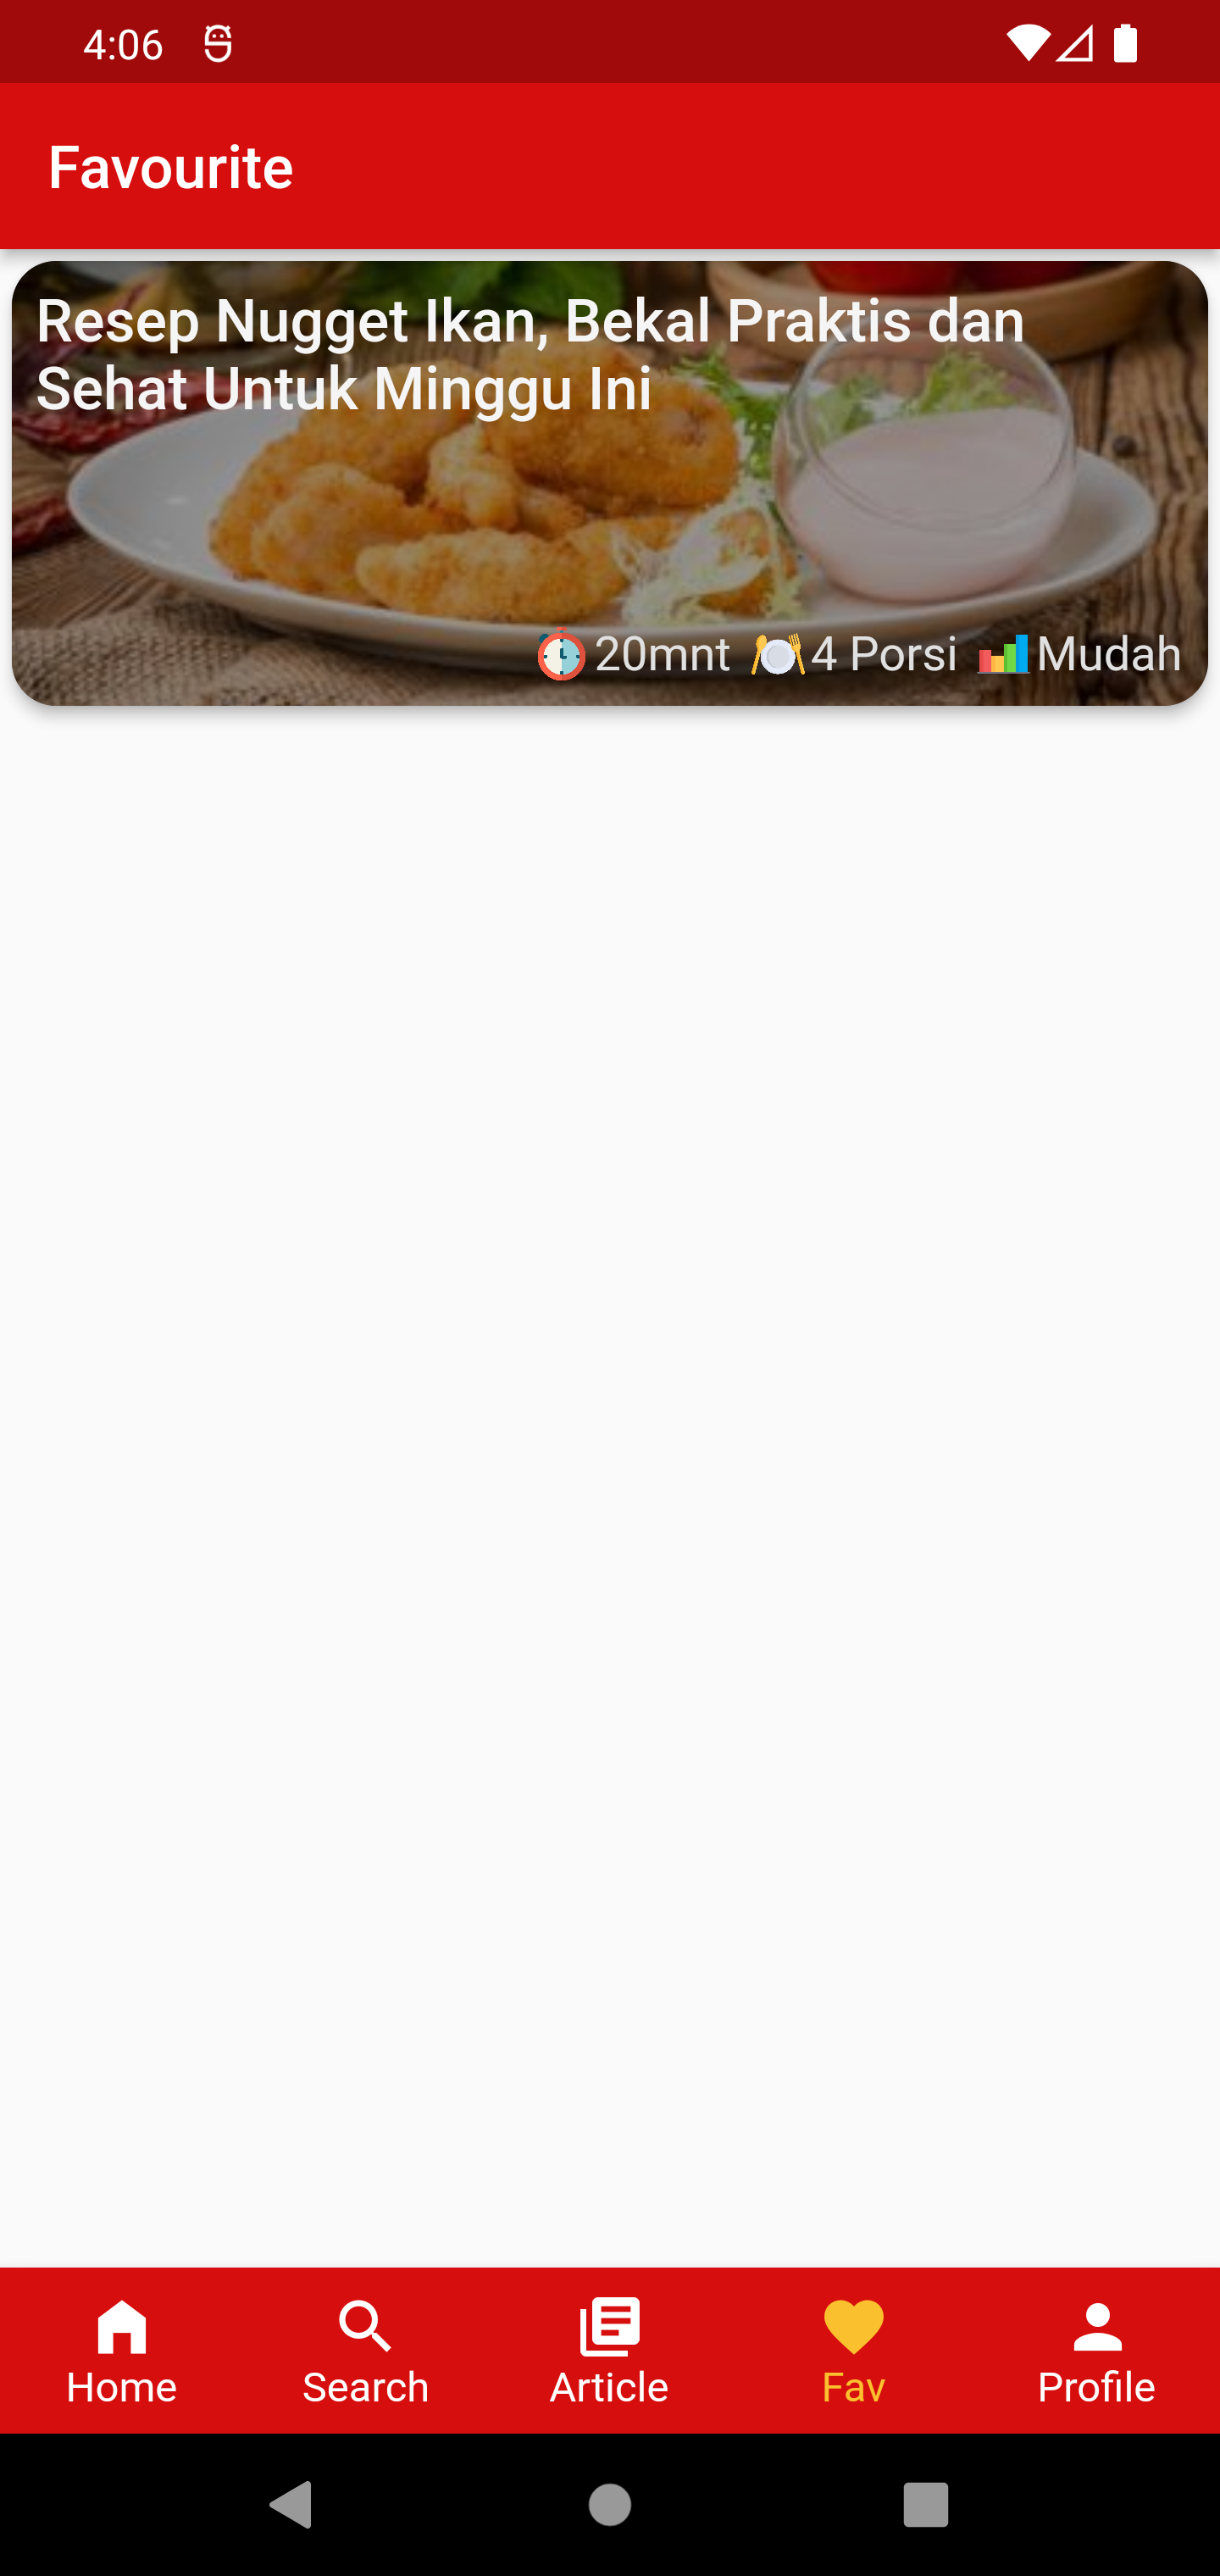 4:06
Favourite
Resep Nugget Ikan, Bekal Praktis dan
Sehat Untuk Minggu Ini
20mnt 4 Porsi Mudah
Home Search Article Fav Profile